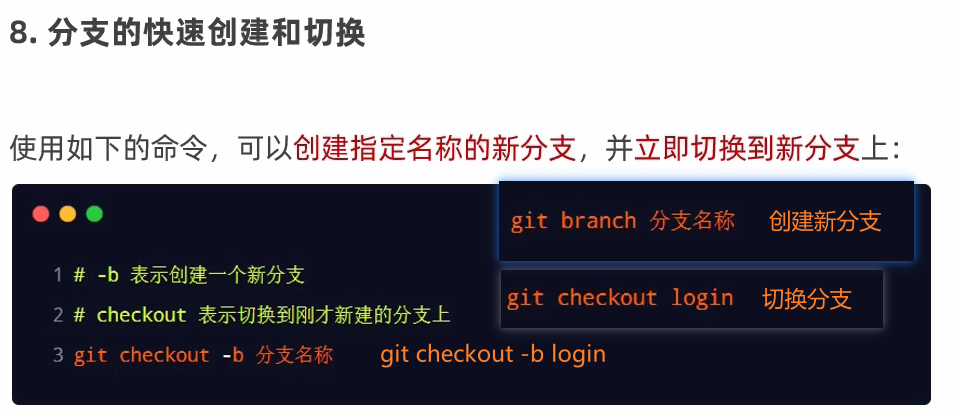 8. 分支的快速创建和切换
使用如下的命令，可以创建指定名称的新分支，并立即切换到新分支上：
git branch 分支名称 创建新分支
1 # -b 表示创建一个新分支
git checkout login 切换分支
2 # checkout 表示切换到刚才新建的分支上
3 git checkout -b 分支名称 git checkout -b login